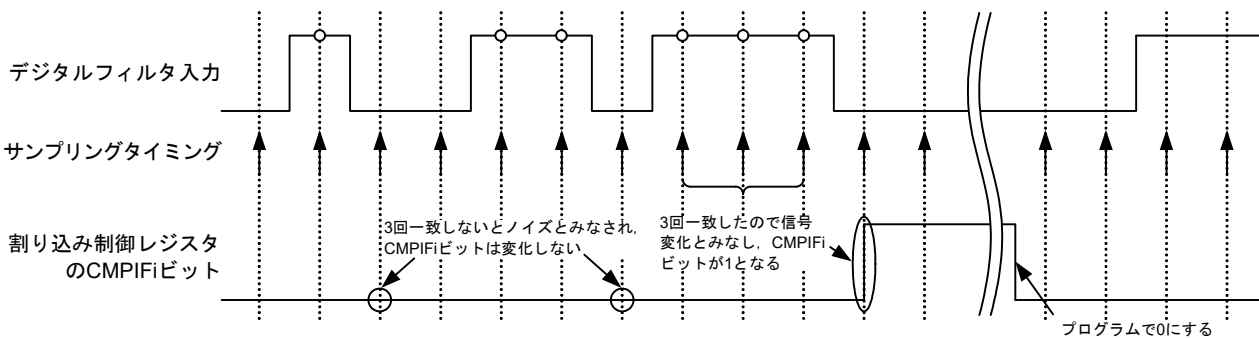 デジタルフィルタ入力
サンプリングタイミング
3回一致しないとノイズとみなされ,
CMPIFiビットは変化しない
3回一致したので信号
変化とみなし, CMPIFi
ビットが1となる
割り込み制御レジスタ
のCMPIFiビット
プログラムで0にする